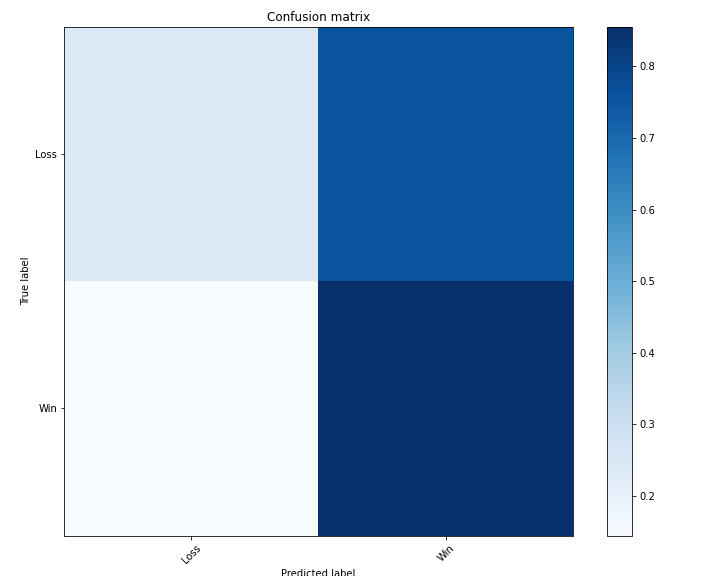 Confusion matrix
True label
Loss
Win
Loss
Win
Predicted label
0.8
0.7
0.6
0.5
0.4
0.3
0.2